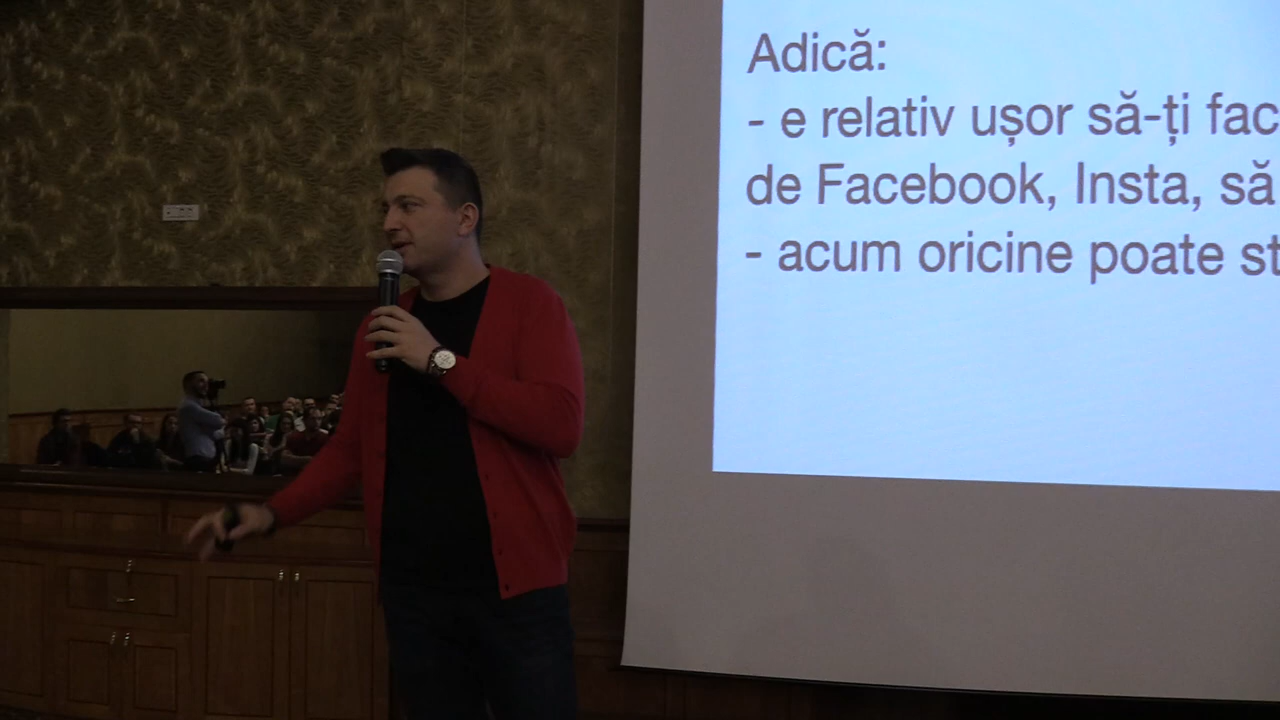 Adică:
- e relativ ușor să-ți fac
de Facebook, Insta, să
- acum oricine poate st